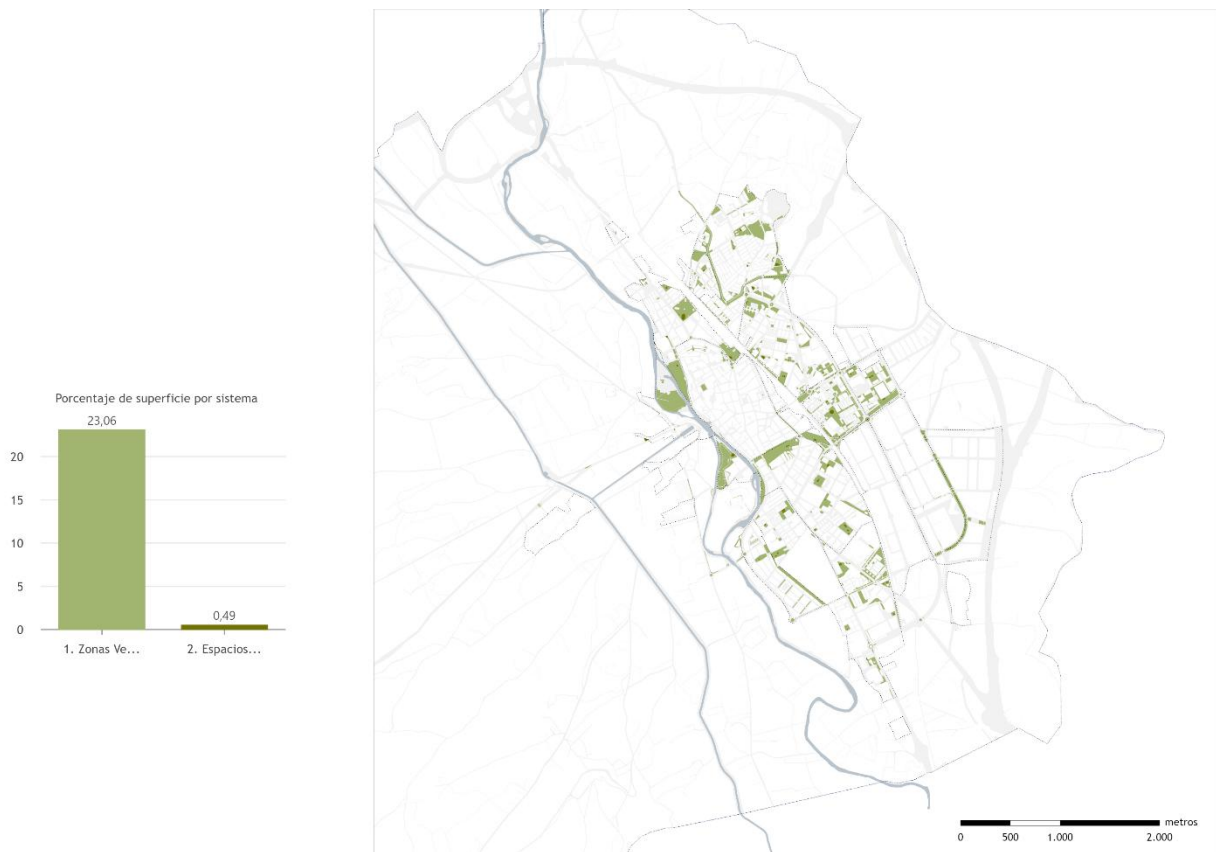 Porcentaje de superficie por sistema
23,06
20
15
10
5
0
0,49
1. Zonas Ve...
2. Espacios...
metros
0 500 1.000 2.000